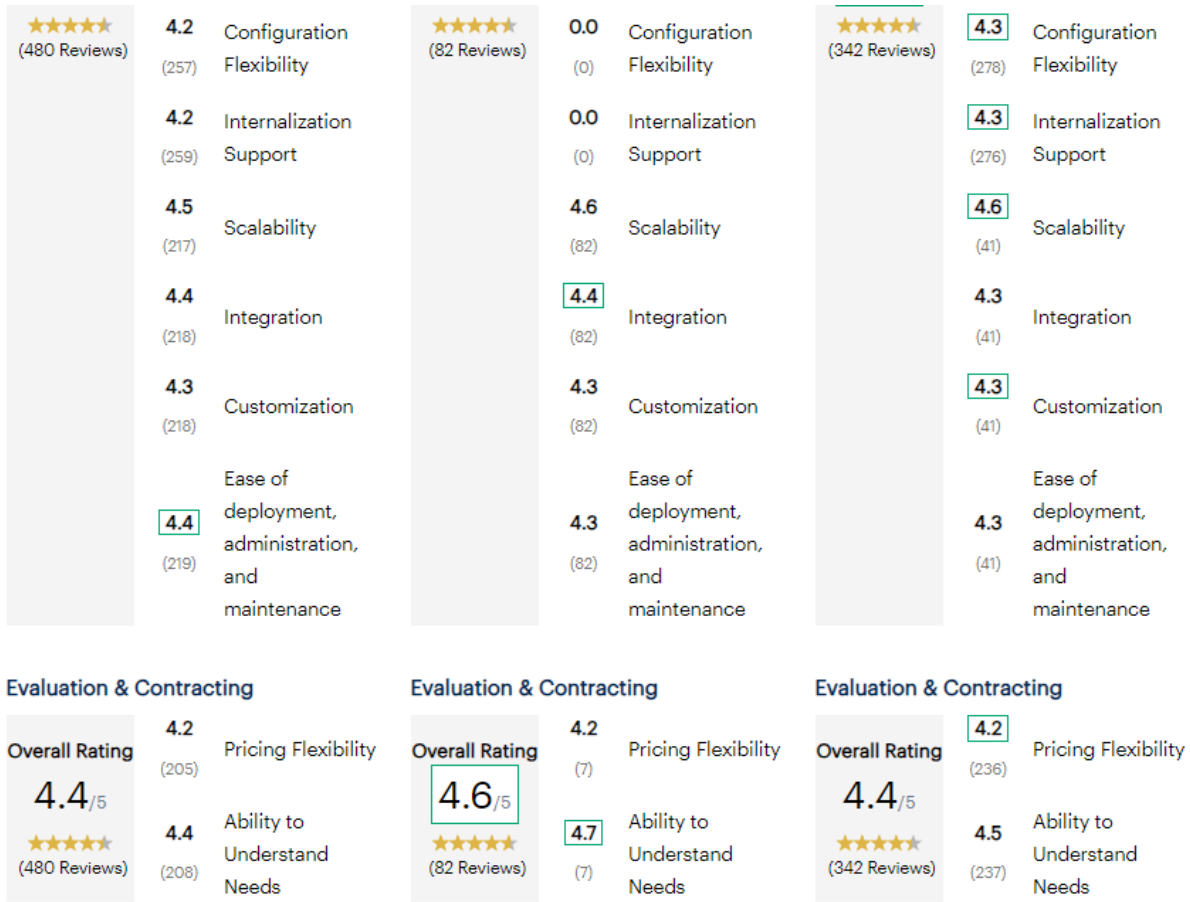 (480 Reviews)
4.2
(257)
Configuration
Flexibility
4.2
(259)
Internalization
Support
4.5
(217)
Scalability
4.4
(218)
Integration
4.3
(218)
Customization
4.4
(219)
Ease of
deployment,
administration,
and
maintenance
(82 Reviews)
0.0
(0)
Configuration
Flexibility
0.0
(0)
Internalization
Support
4.6
(82)
Scalability
4.4
(82)
Integration
4.3
(82)
Customization
4.3
(82)
Ease of
deployment,
administration,
and
maintenance
(342 Reviews)
4.3
(278)
Configuration
Flexibility
4.3
(276)
Internalization
Support
4.6
(41)
Scalability
4.3
(41)
Integration
4.3
(41)
Customization
4.3
(41)
Ease of
deployment,
administration,
and
maintenance
Evaluation & Contracting
Overall Rating
4.4/5
(480 Reviews)
4.2
(205)
Pricing Flexibility
4.4
(208)
Ability to
Understand
Needs
Evaluation & Contracting
Overall Rating
4.6/5
(82 Reviews)
4.2
(7)
Pricing Flexibility
4.7
(7)
Ability to
Understand
Needs
Evaluation & Contracting
Overall Rating
4.4/5
(342 Reviews)
4.2
(236)
Pricing Flexibility
4.5
(237)
Ability to
Understand
Needs